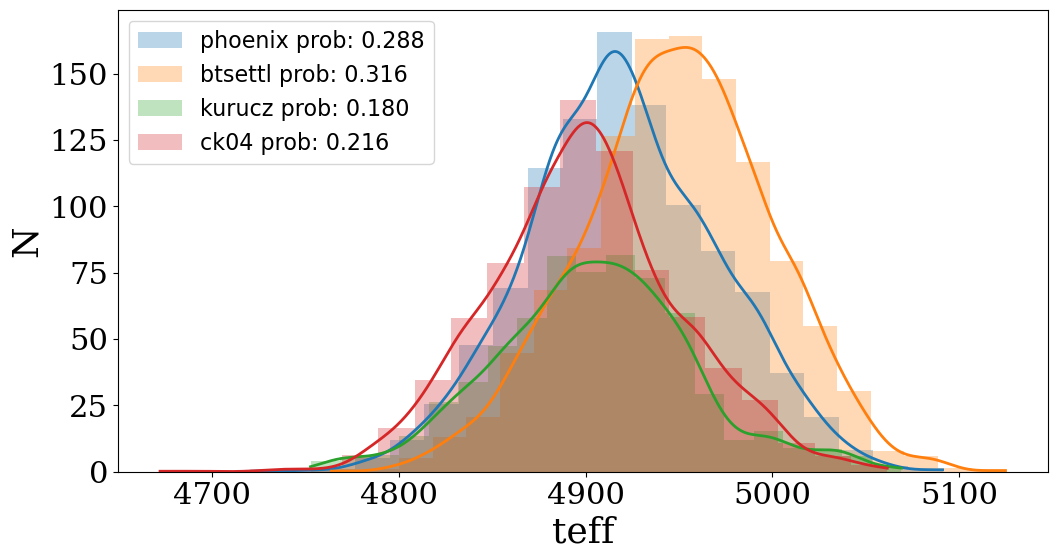 phoenix prob: 0.288
btsettl prob: 0.316
kurucz prob: 0.180
ck04 prob: 0.216
150
125
100
75
50
25
0
N
4700 4800 4900 5000 5100
teff